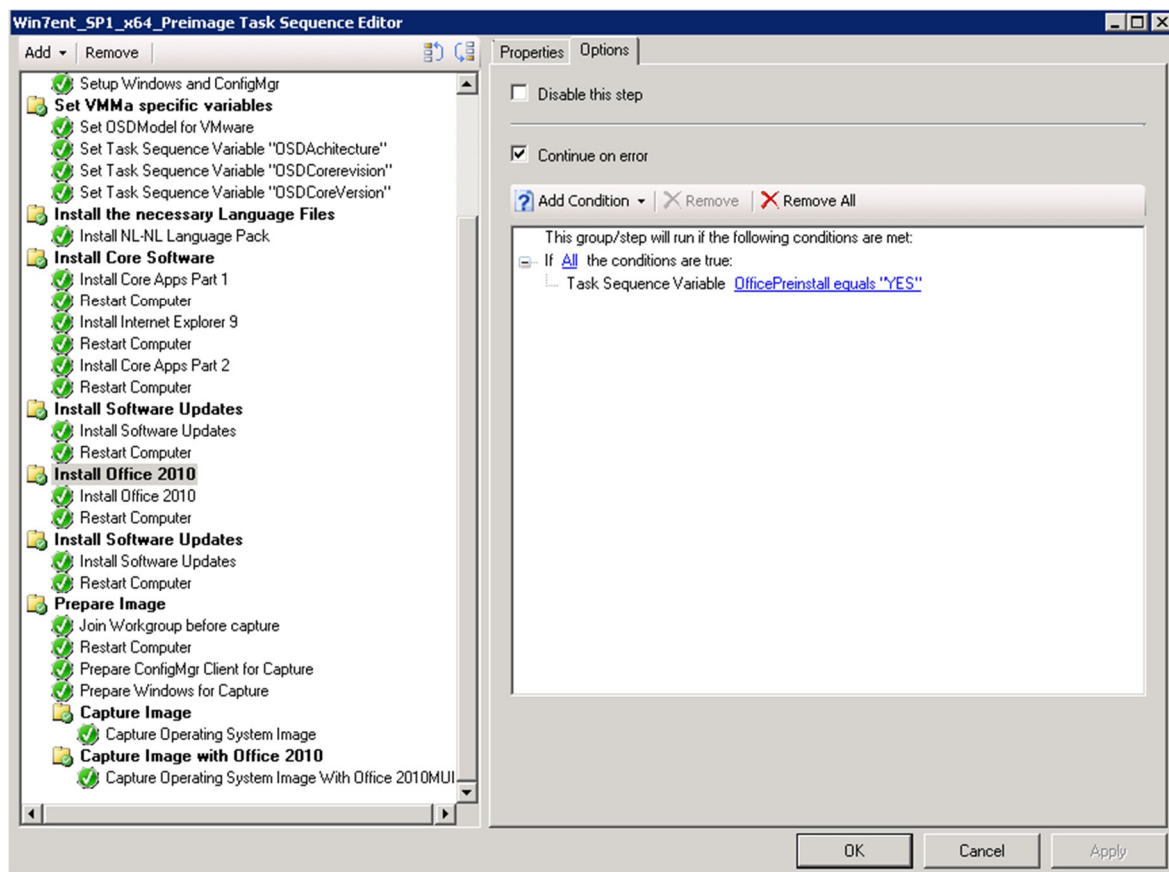 Win7ent_SP1_x64_Preimage Task Sequence Editor
Add Remove
Setup Windows and ConfigMgr
Set VMMa specific variables
Set OSDModel for VMware
Set Task Sequence Variable "OSDAchitecture"
Set Task Sequence Variable "OSDCorerevision"
Set Task Sequence Variable "OSDCoreVersion"
Install the necessary Language Files
Install NL-NL Language Pack
Install Core Software
Install Core Apps Part 1
Restart Computer
Install Internet Explorer 9
Restart Computer
Install Core Apps Part 2
Restart Computer
Install Software Updates
Install Software Updates
Restart Computer
Install Office 2010
Install Office 2010
Restart Computer
Install Software Updates
Install Software Updates
Restart Computer
Prepare Image
Join Workgroup before capture
Restart Computer
Prepare ConfigMgr Client for Capture
Prepare Windows for Capture
Capture Image
Capture Operating System Image
Capture Image with Office 2010
Capture Operating System Image With Office 2010MUI
Properties Options
Disable this step
Continue on error
Add Condition Remove Remove All
This group/step will run if the following conditions are met:
If All the conditions are true:
Task Sequence Variable OfficePreinstall equals "YES"
OK Cancel Apply